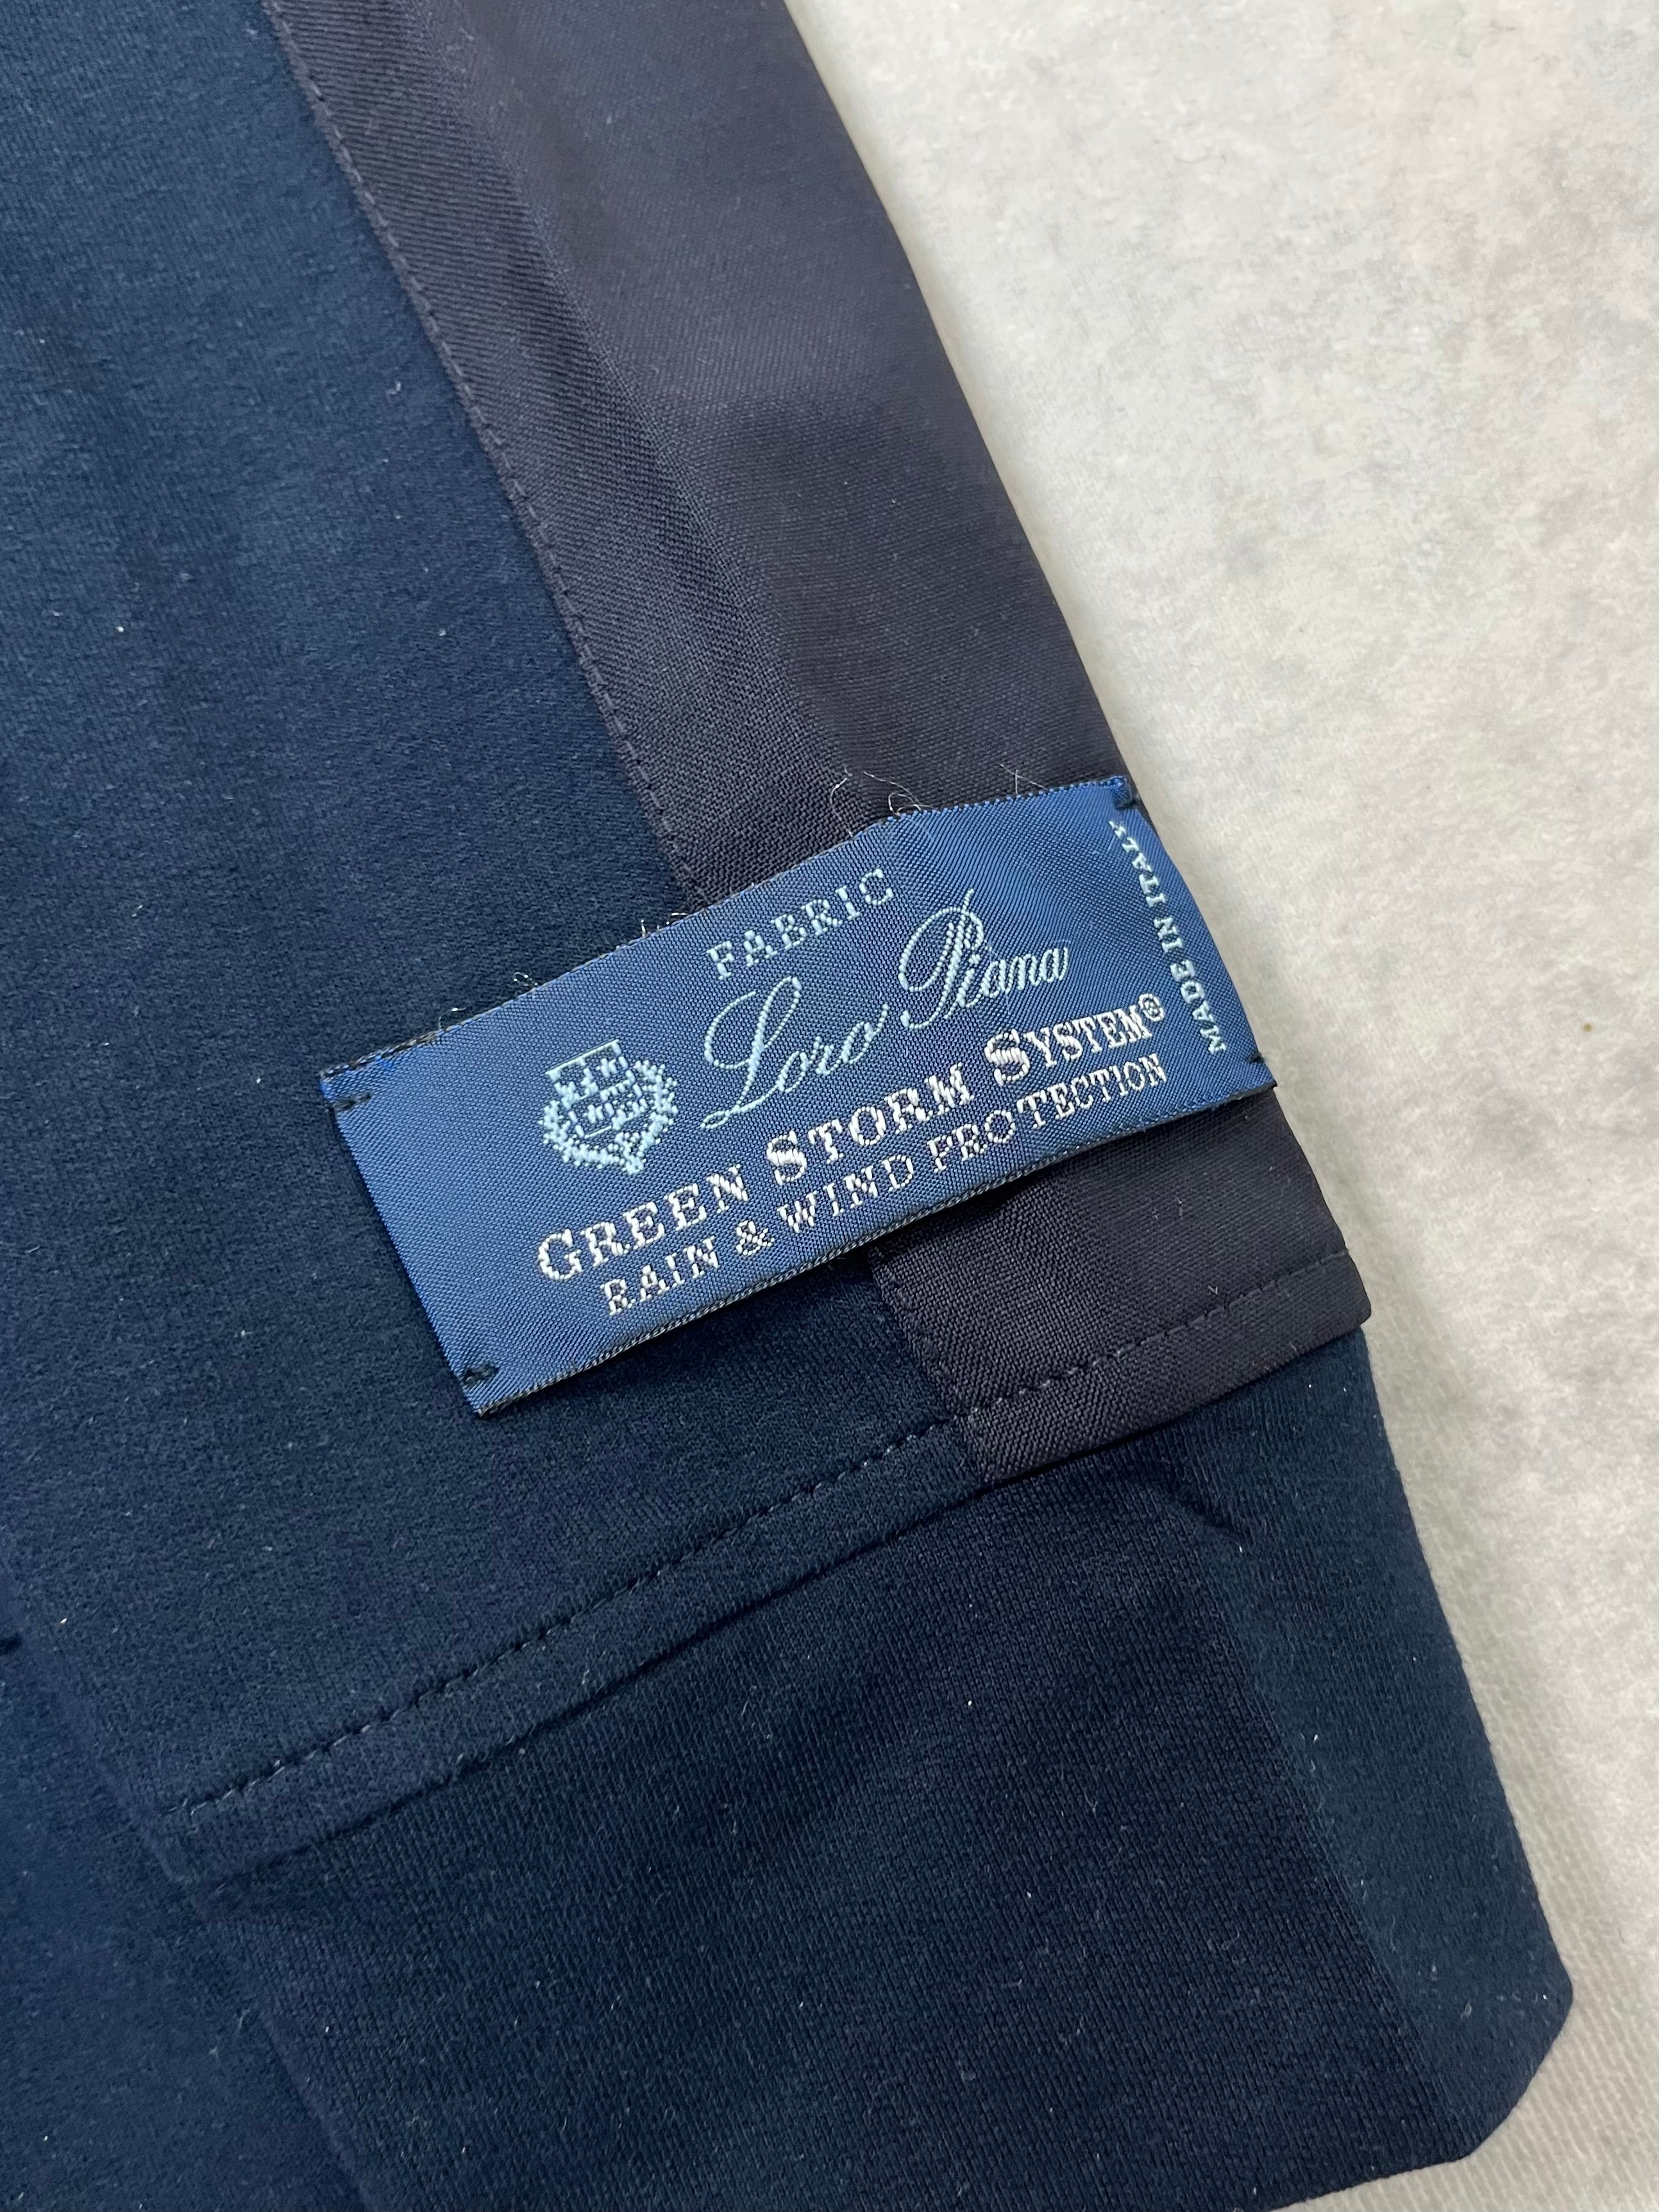 FABRIC
Loro Piana
GREEN STORM SYSTEM®
RAIN & WIND PROTECTION
MADE IN ITALY